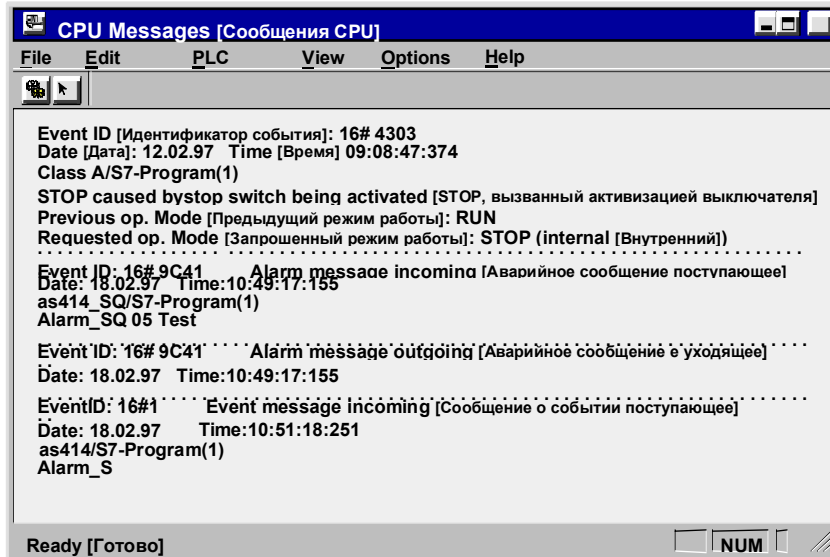 CPU Messages [Сообщения CPU]
File Edit PLC View Options Help
Event ID [Идентификатор события]: 16# 4303
Date [Дата]: 12.02.97 Time [Время] 09:08:47:374
Class A/S7-Program(1)
STOP caused bystop switch being activated [STOP, вызванный активизацией выключателя]
Previous op. Mode [Предыдущий режим работы]: RUN
Requested op. Mode [Запрошенный режим работы]: STOP (internal [Внутренний])
Event ID: 16# 9C41 Alarm message incoming [Аварийное сообщение поступающее]
Date: 18.02.97 Time:10:49:17:155
as414_SQ/S7-Program(1)
Alarm_SQ 05 Test
Event ID: 16# 9C41 Alarm message outgoing [Аварийное сообщение е уходящее]
Date: 18.02.97 Time:10:49:17:155
EventID: 16#1 Event message incoming [Сообщение о событии поступающее]
Date: 18.02.97 Time:10:51:18:251
as414/S7-Program(1)
Alarm_S
Ready [Готово] NUM